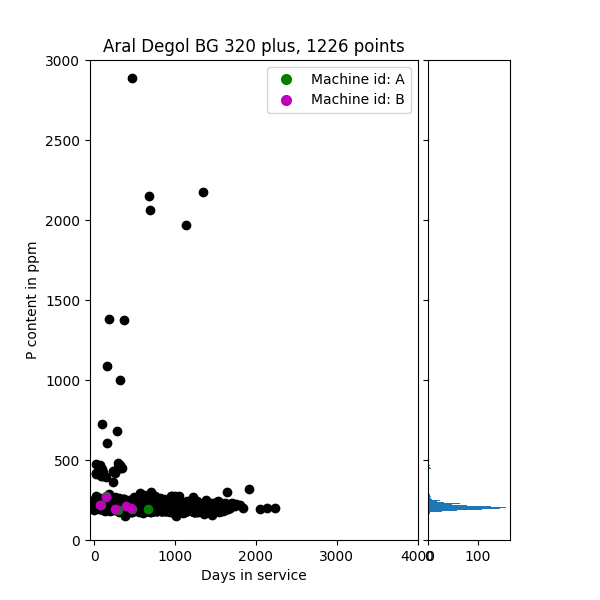 Aral Degol BG 320 plus, 1226 points
Machine id: A
Machine id: B
P content in ppm
3000
2500
2000
1500
1000
500
0
0 1000 2000 3000 4000 0 100
Days in service